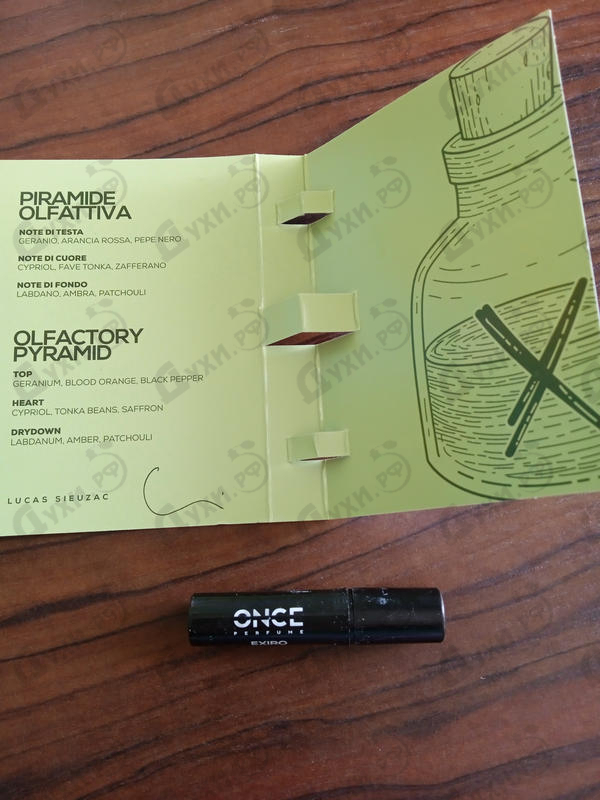 PIRAMIDE
OLFATTIVA
NOTE DI TESTA
GERANIO, ARANCIA ROSSA, PEPE NERO
NOTE DI CUORE
CYPRIOL, FAVE TONKA, ZAFFERANO
NOTE DI FONDO
LABDANO, AMBRA, PATCHOULI
OLFACTORY
PYRAMID
TOP
GERANIUM, BLOOD ORANGE, BLACK PEPPER
HEART
CYPRIOL, TONKA BEANS, SAFFRON
DRYDOWN
LABDANUM, AMBER, PATCHOULI
LUCAS SIEUZAC
ONCE
PERFUME
EXIRO
духи.рф